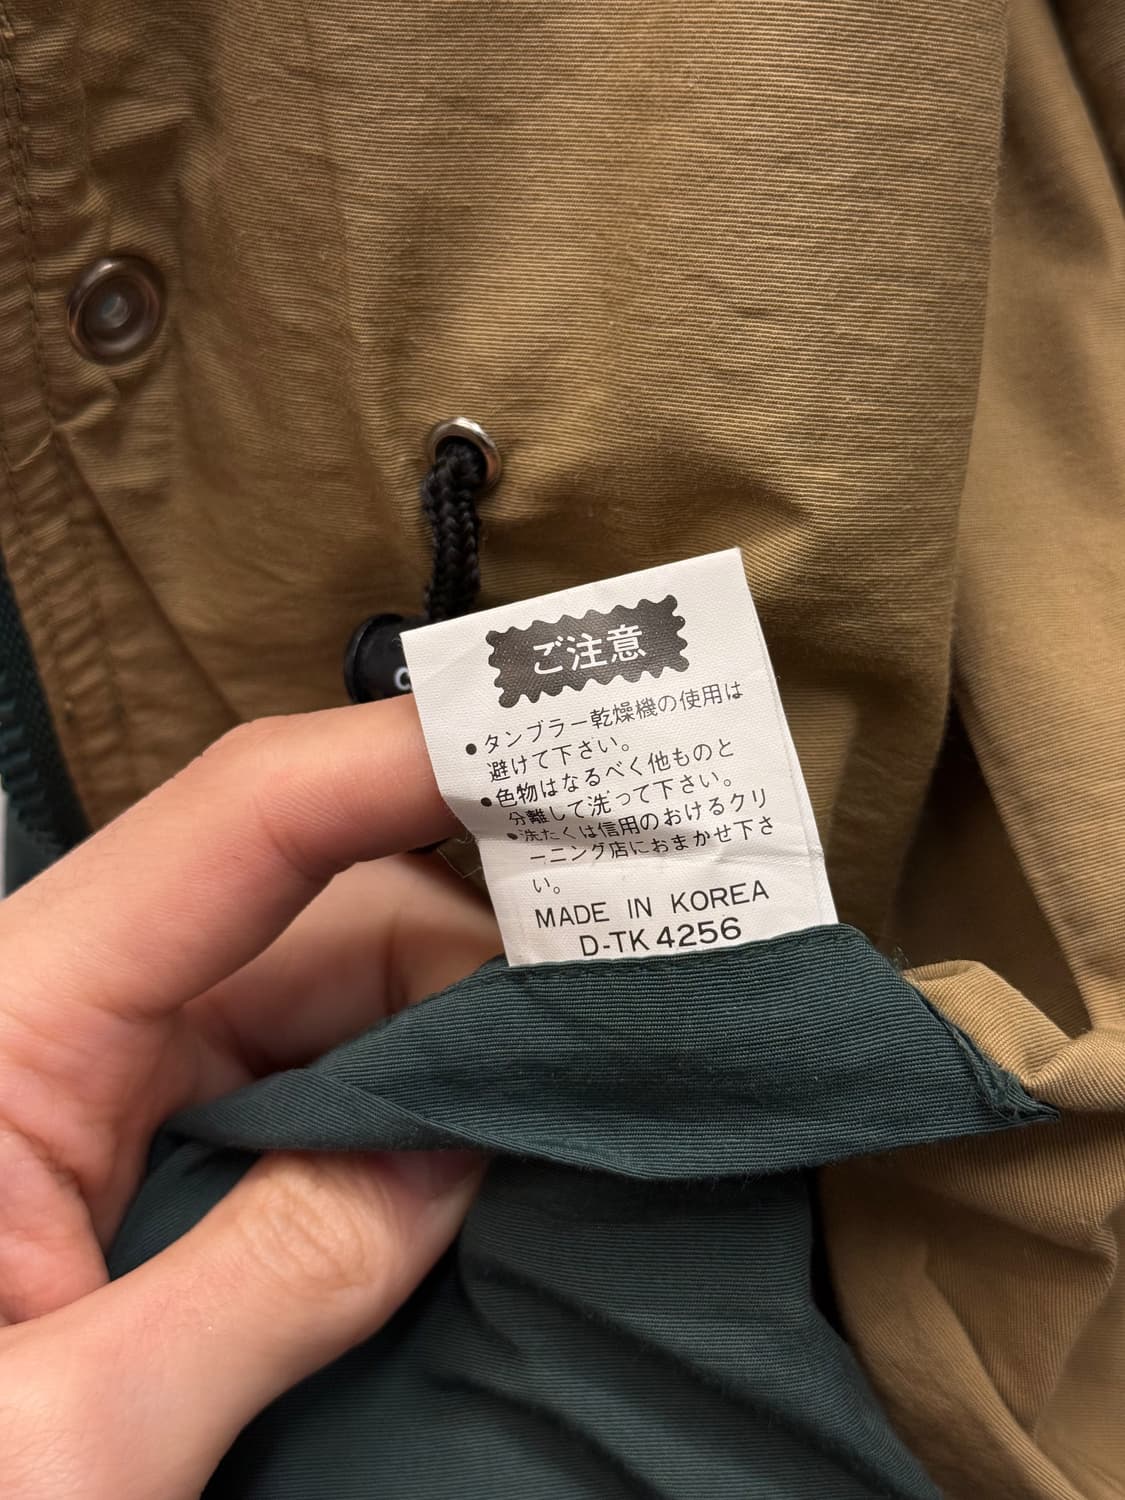 ご注意
●タンブラー乾燥機の使用は
避けて下さい。
●色物はなるべく他ものと
分離して洗って下さい。
●洗たくは信用のおけるクリ
ーニング店におまかせ下さ
い。
MADE IN KOREA
D-TK 4256